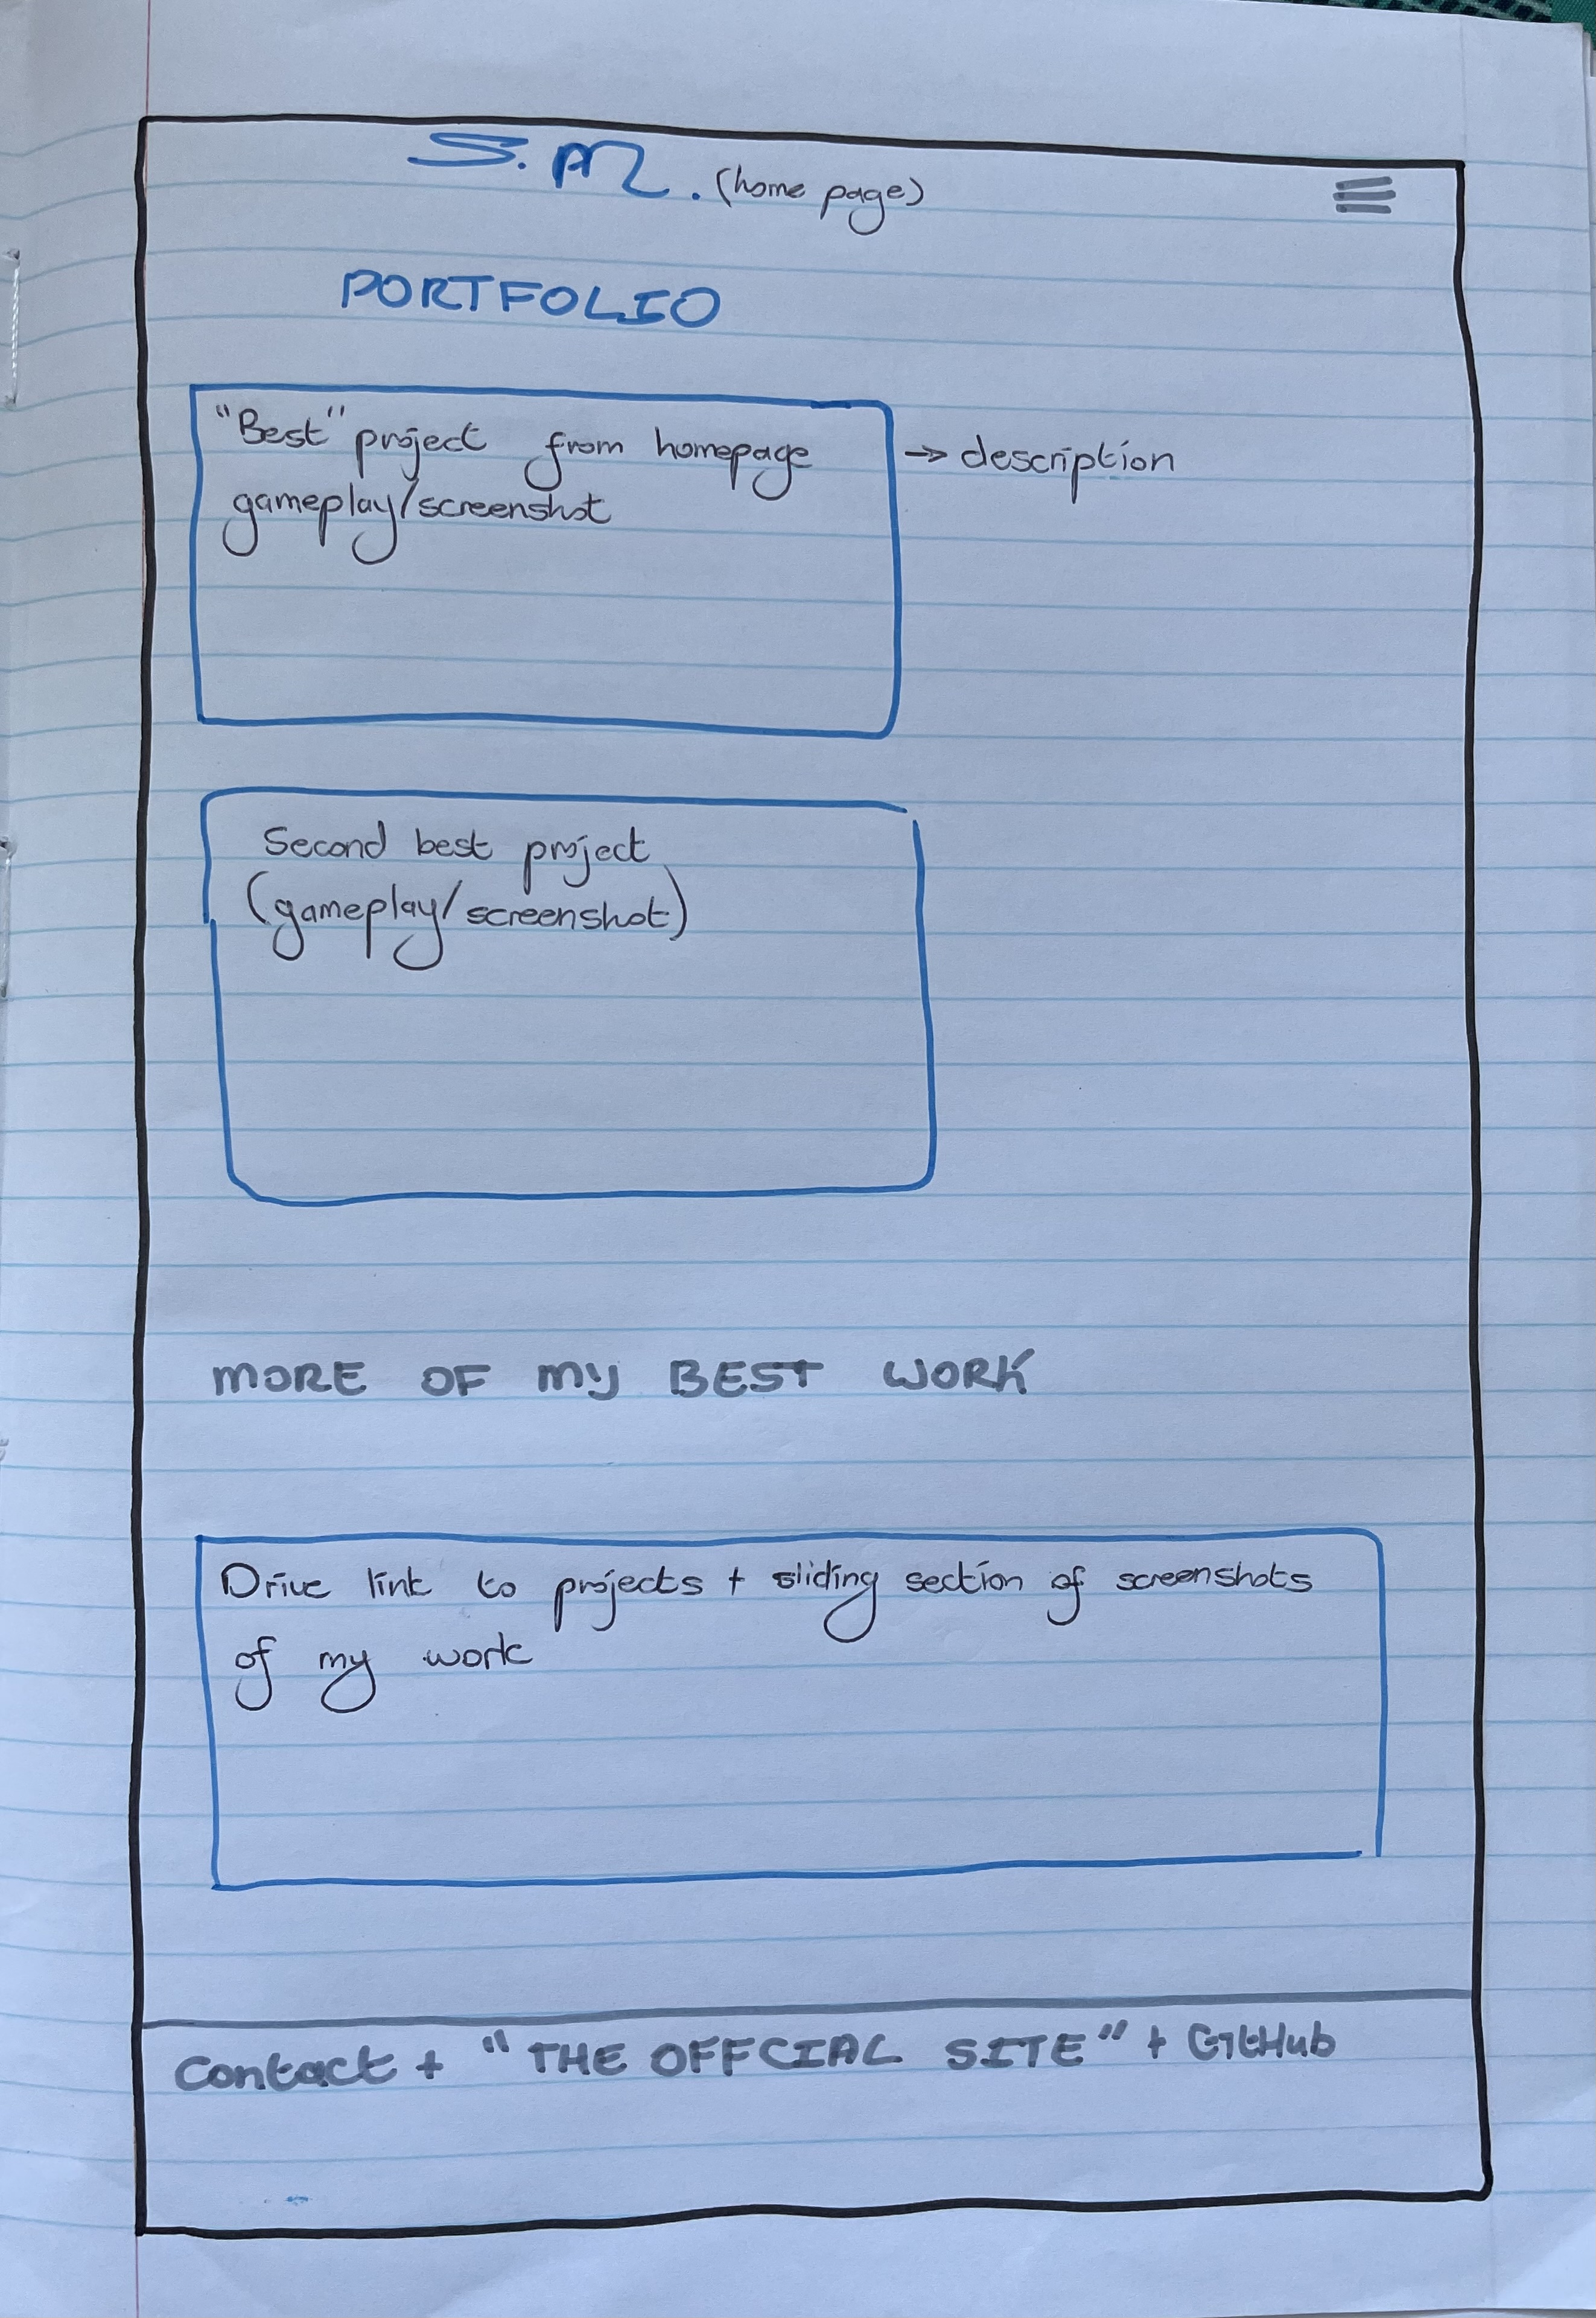 S. M. (home page)
PORTFOLIO
"Best" project from homepage → description
gameplay/screenshot
Second best project
(gameplay/screenshot)
MORE OF MY BEST WORK
Drive link to projects + sliding section of screenshots
of my work
Contact + "THE OFFCIAL SITE" + GitHub